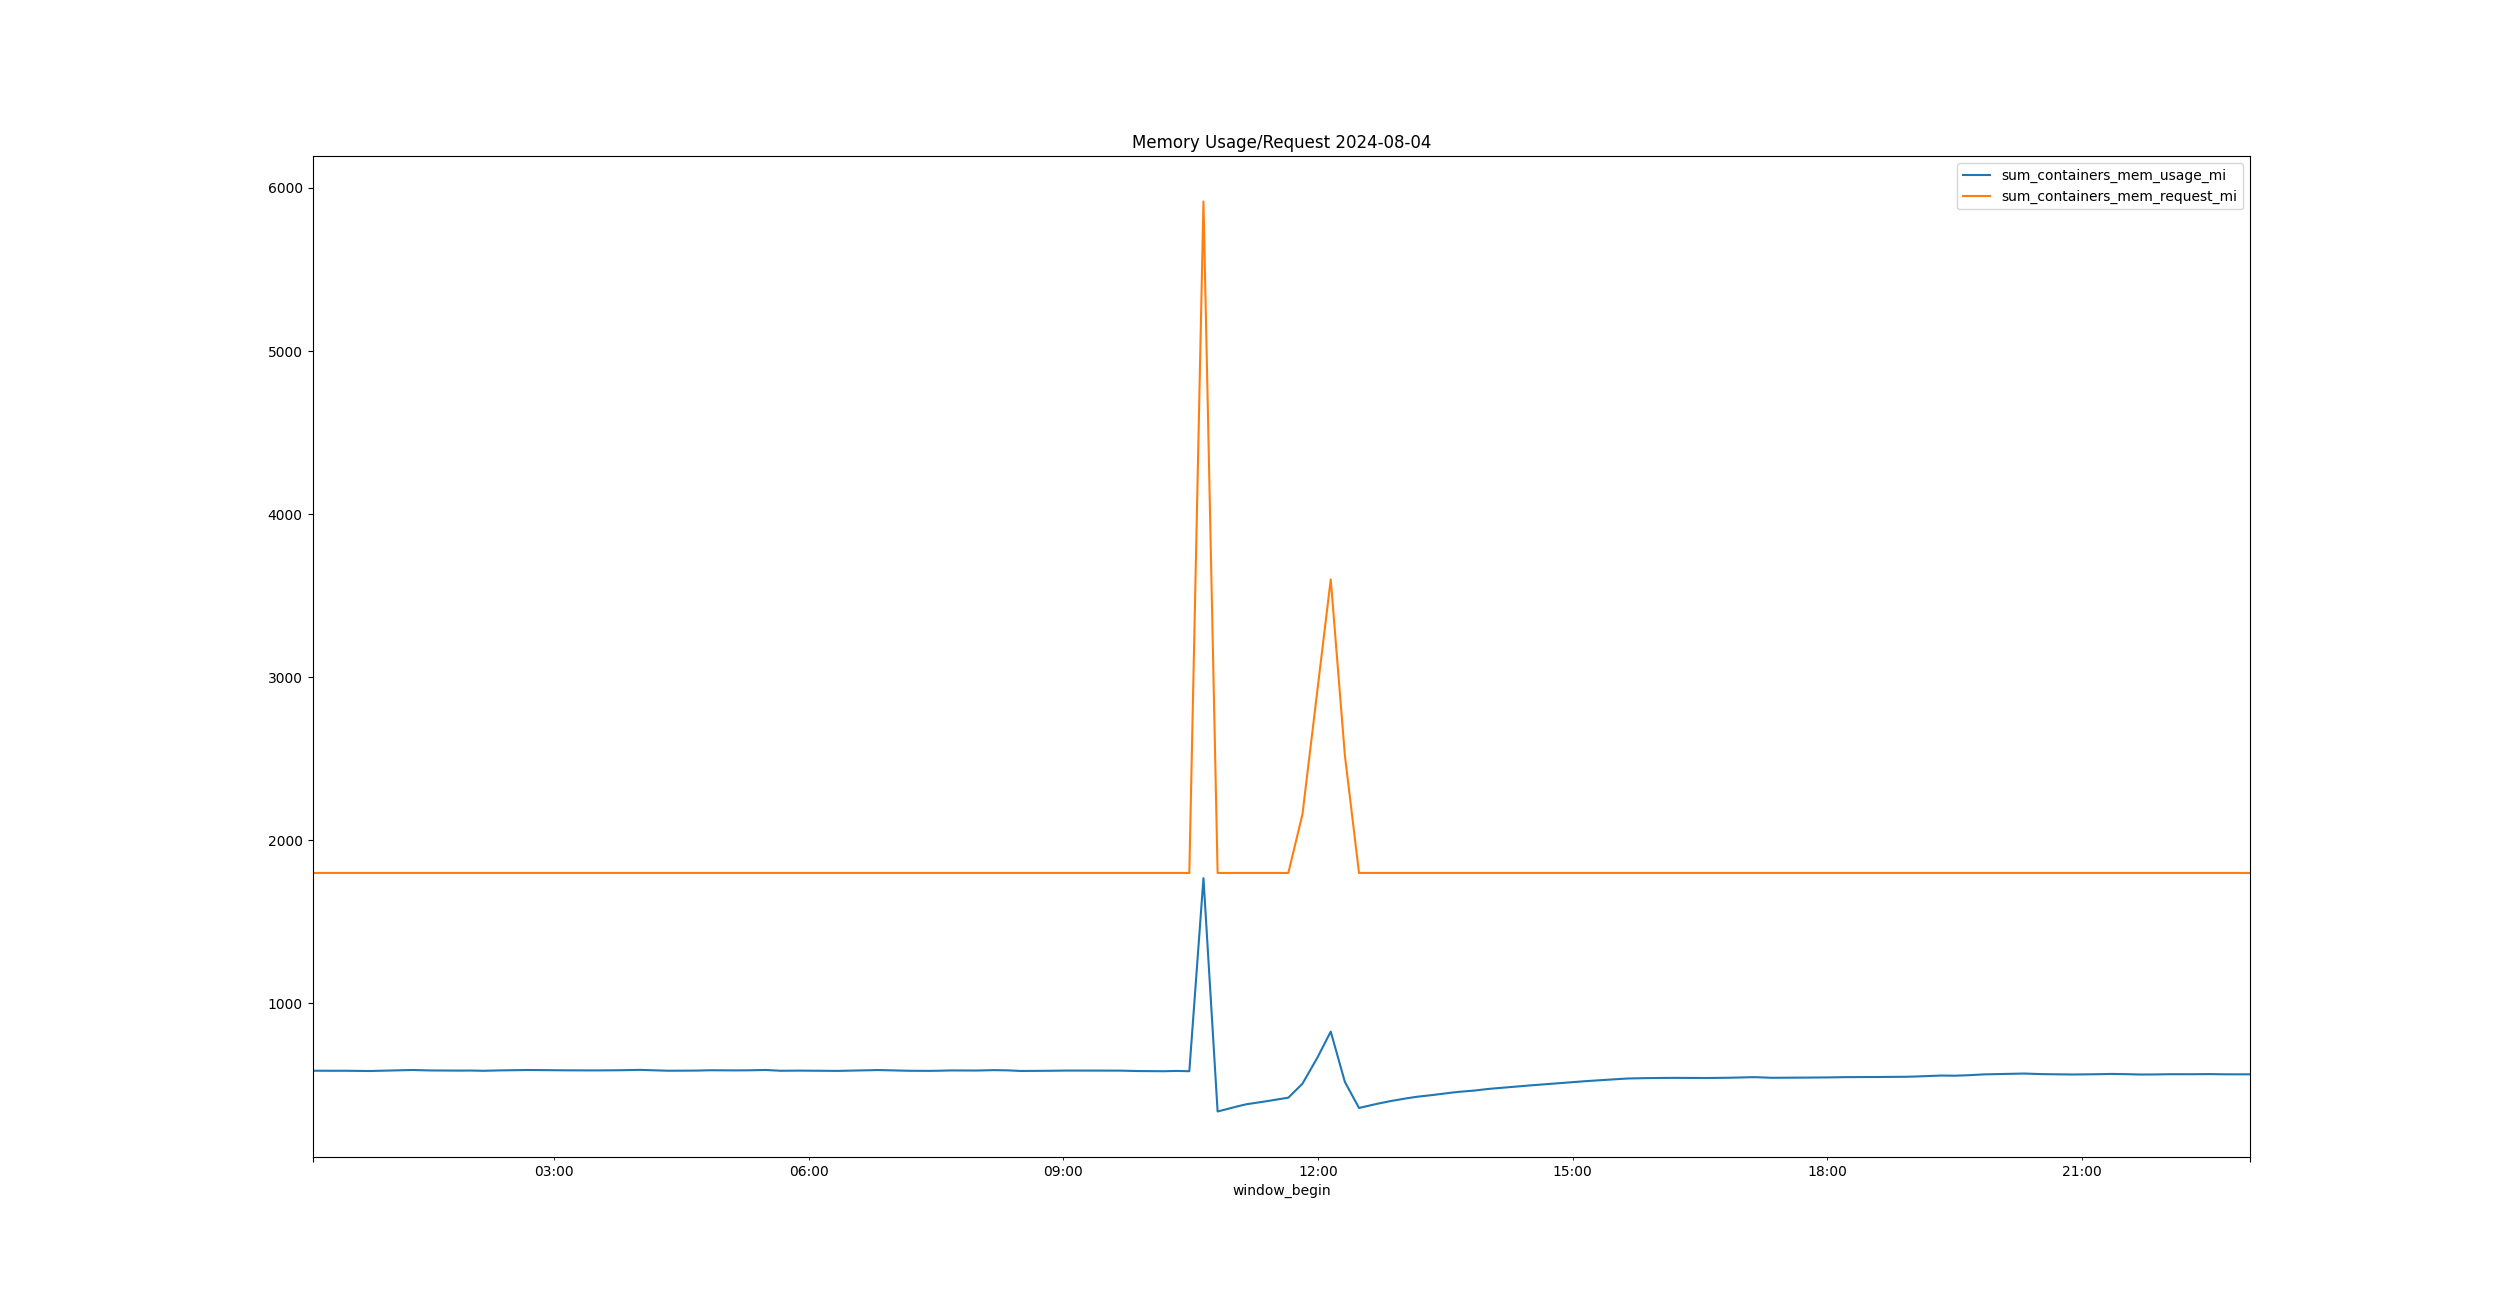 Memory Usage/Request 2024-08-04
sum_containers_mem_usage_mi
sum_containers_mem_request_mi
6000
5000
4000
3000
2000
1000
03:00 06:00 09:00 12:00 15:00 18:00 21:00
window_begin